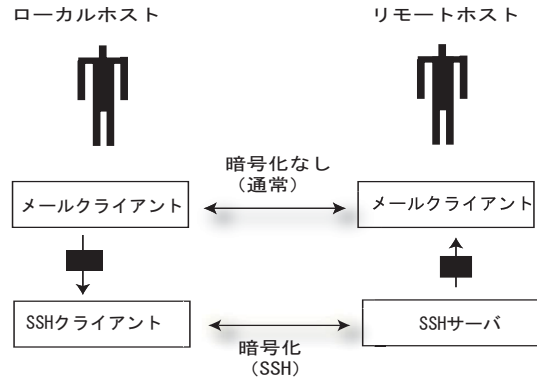 ローカルホスト
リモートホスト
暗号化なし
（通常）
メールクライアント
メールクライアント
SSHクライアント
SSHサーバ
暗号化
（SSH）